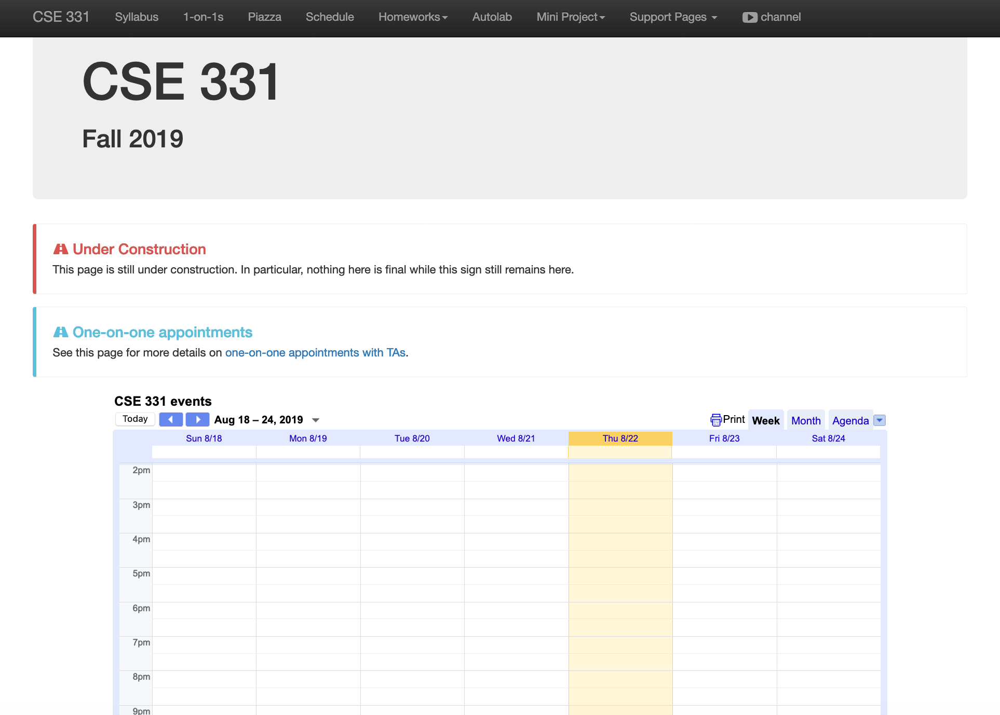 CSE 331 Syllabus 1-on-1s Piazza Schedule Homeworks Autolab Mini Project Support Pages channel
CSE 331
Fall 2019
Under Construction
This page is still under construction. In particular, nothing here is final while this sign still remains here.
One-on-one appointments
See this page for more details on one-on-one appointments with TAs.
CSE 331 events
Today Aug 18 – 24, 2019 Print Week Month Agenda
Sun 8/18 Mon 8/19 Tue 8/20 Wed 8/21 Thu 8/22 Fri 8/23 Sat 8/24
2pm
3pm
4pm
5pm
6pm
7pm
8pm
9pm